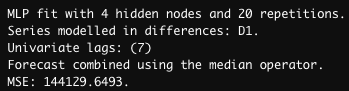 MLP fit with 4 hidden nodes and 20 repetitions.
Series modelled in differences: D1.
Univariate lags: (7)
Forecast combined using the median operator.
MSE: 144129.6493.